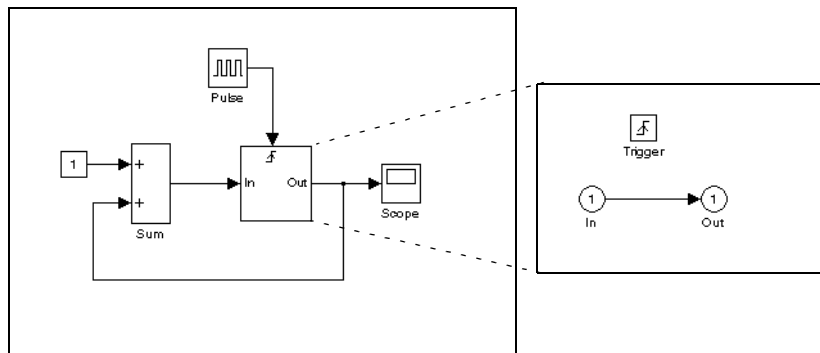 Pulse
1
+
+
Sum
In
Out
Scope
Trigger
1
In
1
Out